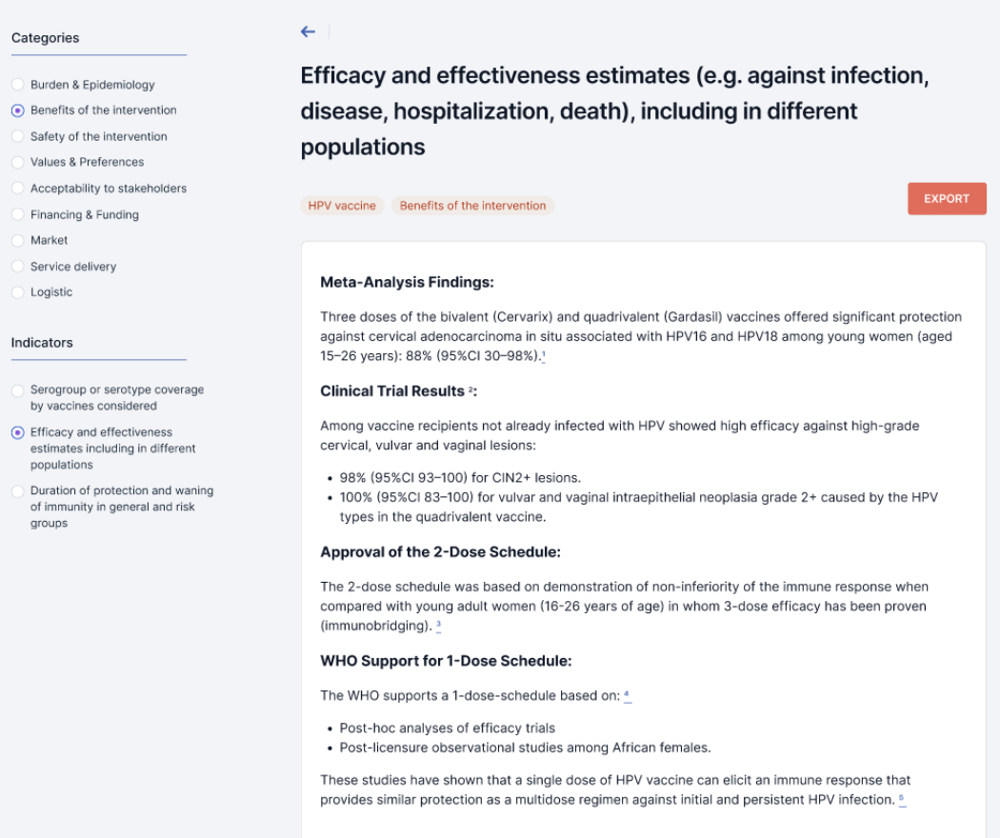 Categories
Burden & Epidemiology
Benefits of the intervention
Safety of the intervention
Values & Preferences
Acceptability to stakeholders
Financing & Funding
Market
Service delivery
Logistic
Indicators
Serogroup or serotype coverage
by vaccines considered
Efficacy and effectiveness
estimates including in different
populations
Duration of protection and waning
of immunity in general and risk
groups
Efficacy and effectiveness estimates (e.g. against infection,
disease, hospitalization, death), including in different
populations
HPV vaccine
Benefits of the intervention
EXPORT
Meta-Analysis Findings:
Three doses of the bivalent (Cervarix) and quadrivalent (Gardasil) vaccines offered significant protection
against cervical adenocarcinoma in situ associated with HPV16 and HPV18 among young women (aged
15–26 years): 88% (95%CI 30–98%).¹
Clinical Trial Results ²:
Among vaccine recipients not already infected with HPV showed high efficacy against high-grade
cervical, vulvar and vaginal lesions:
• 98% (95%CI 93–100) for CIN2+ lesions.
• 100% (95%CI 83–100) for vulvar and vaginal intraepithelial neoplasia grade 2+ caused by the HPV
types in the quadrivalent vaccine.
Approval of the 2-Dose Schedule:
The 2-dose schedule was based on demonstration of non-inferiority of the immune response when
compared with young adult women (16-26 years of age) in whom 3-dose efficacy has been proven
(immunobridging). ³
WHO Support for 1-Dose Schedule:
The WHO supports a 1-dose-schedule based on: ⁴
• Post-hoc analyses of efficacy trials
• Post-licensure observational studies among African females.
These studies have shown that a single dose of HPV vaccine can elicit an immune response that
provides similar protection as a multidose regimen against initial and persistent HPV infection. ⁵